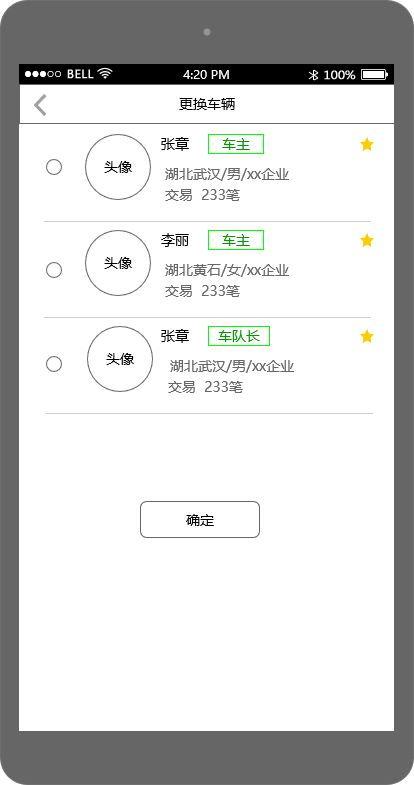 BELL 4:20 PM 100%
更换车辆
头像
张章 车主
湖北武汉/男/xx企业
交易 233笔
头像
李丽 车主
湖北黄石/女/xx企业
交易 233笔
头像
张章 车队长
湖北武汉/男/xx企业
交易 233笔
确定